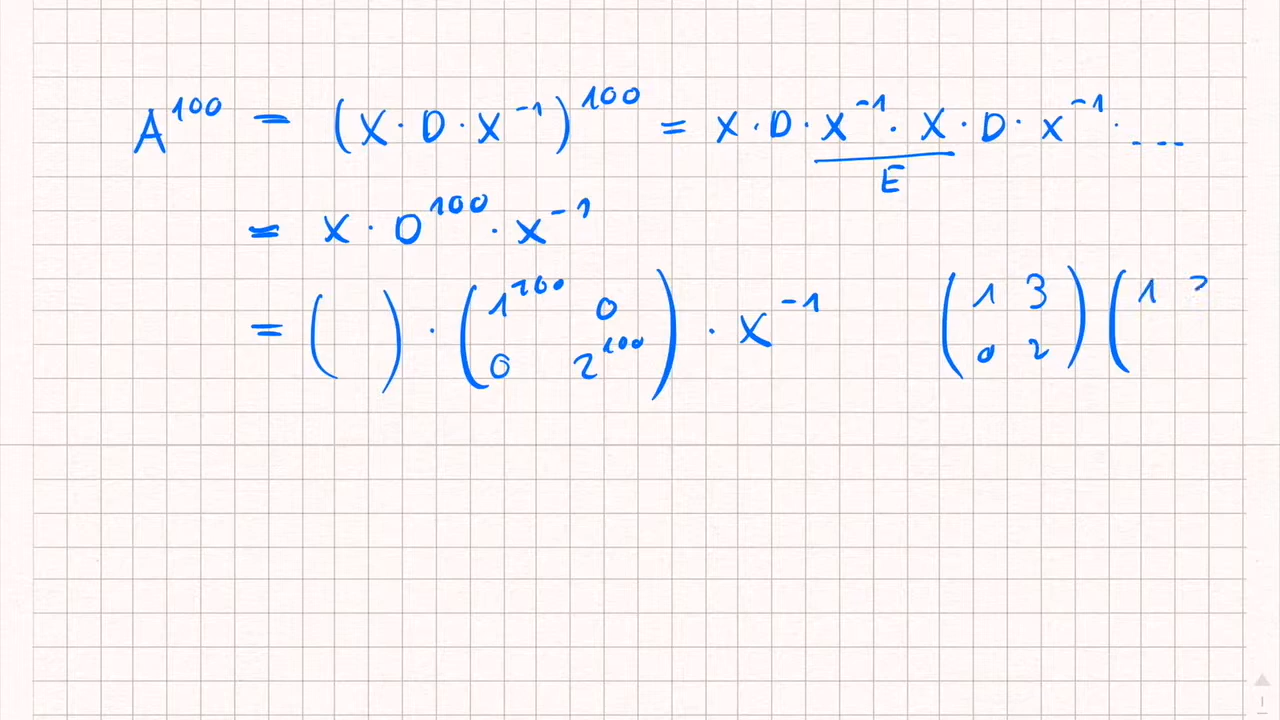 A^100 = (X · D · X^-1)^100 = X · D · X^-1 · X · D · X^-1 · ...
E
= X · D^100 · X^-1
= ( ) · (1^100 0 / 0 2^100) · X^-1 (1 3 / 0 2) (1